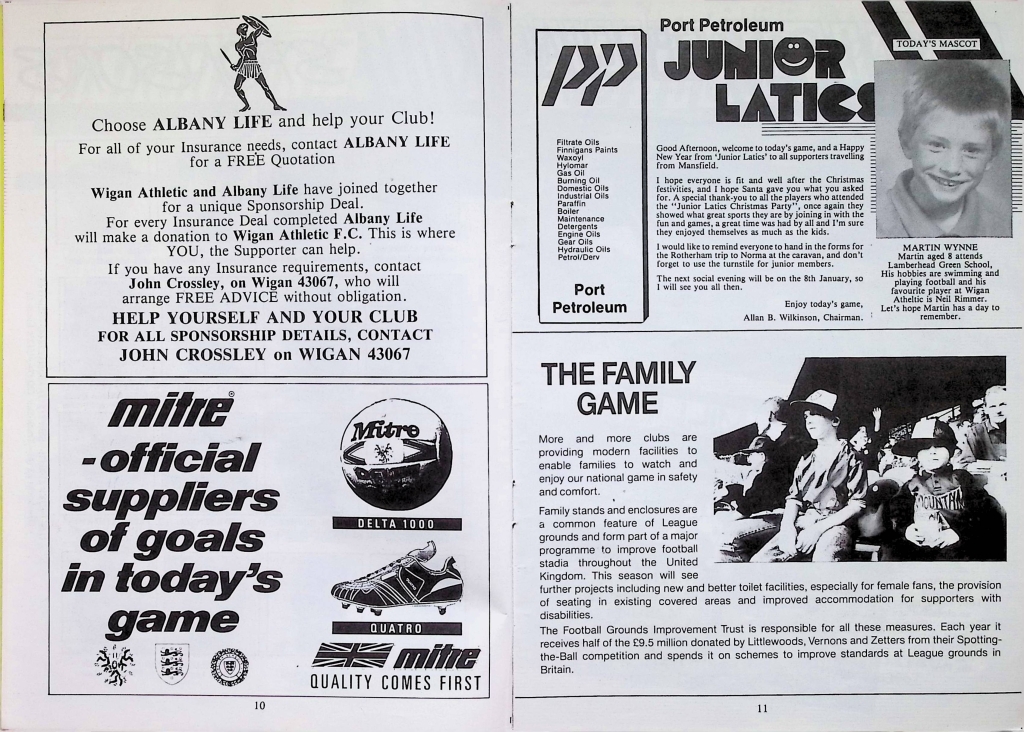 Choose ALBANY LIFE and help your Club!
For all of your Insurance needs, contact ALBANY LIFE
for a FREE Quotation
Wigan Athletic and Albany Life have joined together
for a unique Sponsorship Deal.
For every Insurance Deal completed Albany Life
will make a donation to Wigan Athletic F.C. This is where
YOU, the Supporter can help.
If you have any Insurance requirements, contact
John Crossley, on Wigan 43067, who will
arrange FREE ADVICE without obligation.
HELP YOURSELF AND YOUR CLUB
FOR ALL SPONSORSHIP DETAILS, CONTACT
JOHN CROSSLEY on WIGAN 43067
mitre®
-official
suppliers
of goals
in today's
game
Mitre
DELTA 1000
QUATRO
mitre
QUALITY COMES FIRST
10
pp
Filtrate Oils
Finnigans Paints
Waxoyl
Hylomar
Gas Oil
Burning Oil
Domestic Oils
Industrial Oils
Paraffin
Boiler
Maintenance
Detergents
Engine Oils
Gear Oils
Hydraulic Oils
Petrol/Derv
Port
Petroleum
Port Petroleum
JUNIOR
LATICS
Good Afternoon, welcome to today's game, and a Happy
New Year from 'Junior Latics' to all supporters travelling
from Mansfield.
I hope everyone is fit and well after the Christmas
festivities, and I hope Santa gave you what you asked
for. A special thank-you to all the players who attended
the "Junior Latics Christmas Party", once again they
showed what great sports they are by joining in with the
fun and games, a great time was had by all and I'm sure
they enjoyed themselves as much as the kids.
I would like to remind everyone to hand in the forms for
the Rotherham trip to Norma at the caravan, and don't
forget to use the turnstile for junior members.
The next social evening will be on the 8th January, so
I will see you all then.
Enjoy today's game,
Allan B. Wilkinson, Chairman.
TODAY'S MASCOT
MARTIN WYNNE
Martin aged 8 attends
Lamberhead Green School,
His hobbies are swimming and
playing football and his
favourite player at Wigan
Atheltic is Neil Rimmer.
Let's hope Martin has a day to
remember.
THE FAMILY
GAME
More and more clubs are
providing modern facilities to
enable families to watch and
enjoy our national game in safety
and comfort.
Family stands and enclosures are
a common feature of League
grounds and form part of a major
programme to improve football
stadia throughout the United
Kingdom. This season will see
further projects including new and better toilet facilities, especially for female fans, the provision
of seating in existing covered areas and improved accommodation for supporters with
disabilities.
The Football Grounds Improvement Trust is responsible for all these measures. Each year it
receives half of the £9.5 million donated by Littlewoods, Vernons and Zetters from their Spotting-
the-Ball competition and spends it on schemes to improve standards at League grounds in
Britain.
11